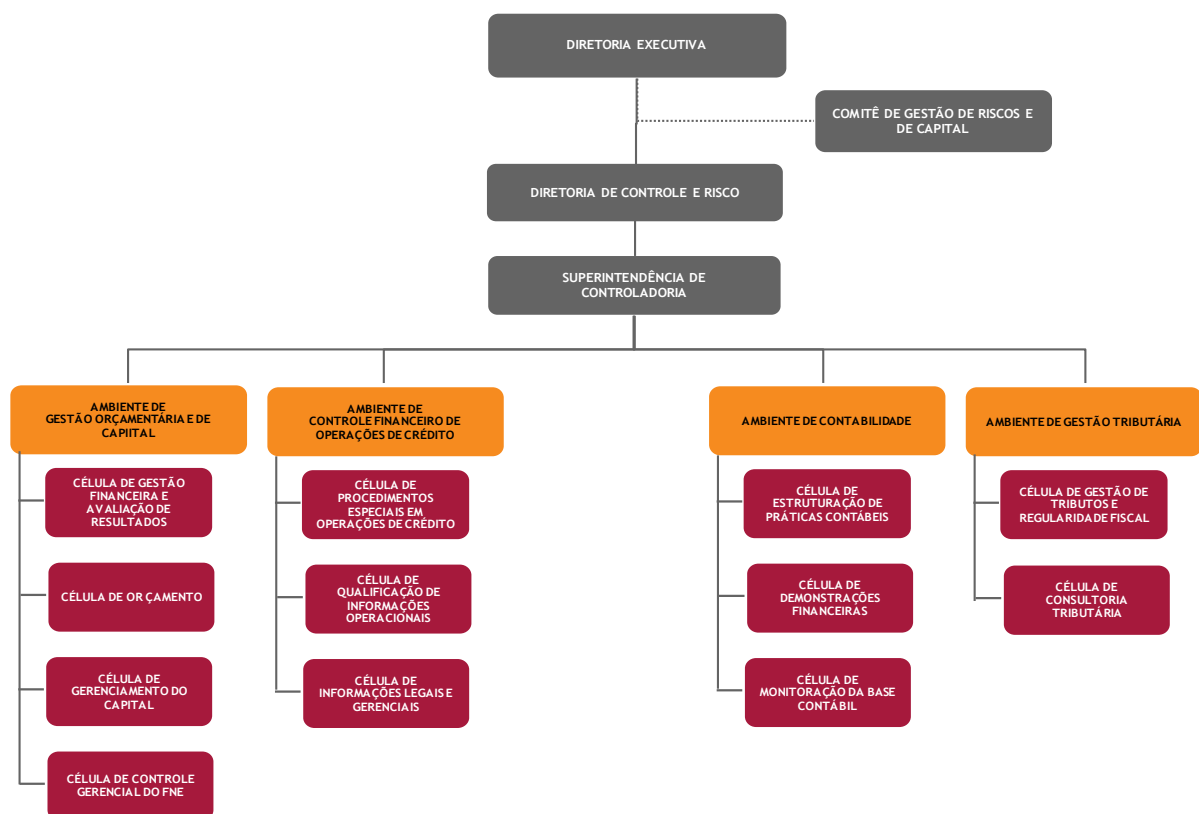 DIRETORIA EXECUTIVA
COMITÊ DE GESTÃO DE RISCOS E
DE CAPITAL
DIRETORIA DE CONTROLE E RISCO
SUPERINTENDÊNCIA DE
CONTROLADORIA
AMBIENTE DE
GESTÃO ORÇAMENTÁRIA E DE
CAPIITAL
CÉLULA DE GESTÃO
FINANCEIRA E
AVALIAÇÃO DE
RESULTADOS
CÉLULA DE ORÇAMENTO
CÉLULA DE
GERENCIAMENTO DO
CAPITAL
CÉLULA DE CONTROLE
GERENCIAL DO FNE
AMBIENTE DE
CONTROLE FINANCEIRO DE
OPERAÇÕES DE CRÉDITO
CÉLULA DE
PROCEDIMENTOS
ESPECIAIS EM
OPERAÇÕES DE CRÉDITO
CÉLULA DE
QUALIFICAÇÃO DE
INFORMAÇÕES
OPERACIONAIS
CÉLULA DE
INFORMAÇÕES LEGAIS E
GERENCIAIS
AMBIENTE DE CONTABILIDADE
CÉLULA DE
ESTRUTURAÇÃO DE
PRÁTICAS CONTÁBEIS
CÉLULA DE
DEMONSTRAÇÕES
FINANCEIRAS
CÉLULA DE
MONITORAÇÃO DA BASE
CONTÁBIL
AMBIENTE DE GESTÃO TRIBUTÁRIA
CÉLULA DE GESTÃO DE
TRIBUTOS E
REGULARIDADE FISCAL
CÉLULA DE
CONSULTORIA
TRIBUTÁRIA